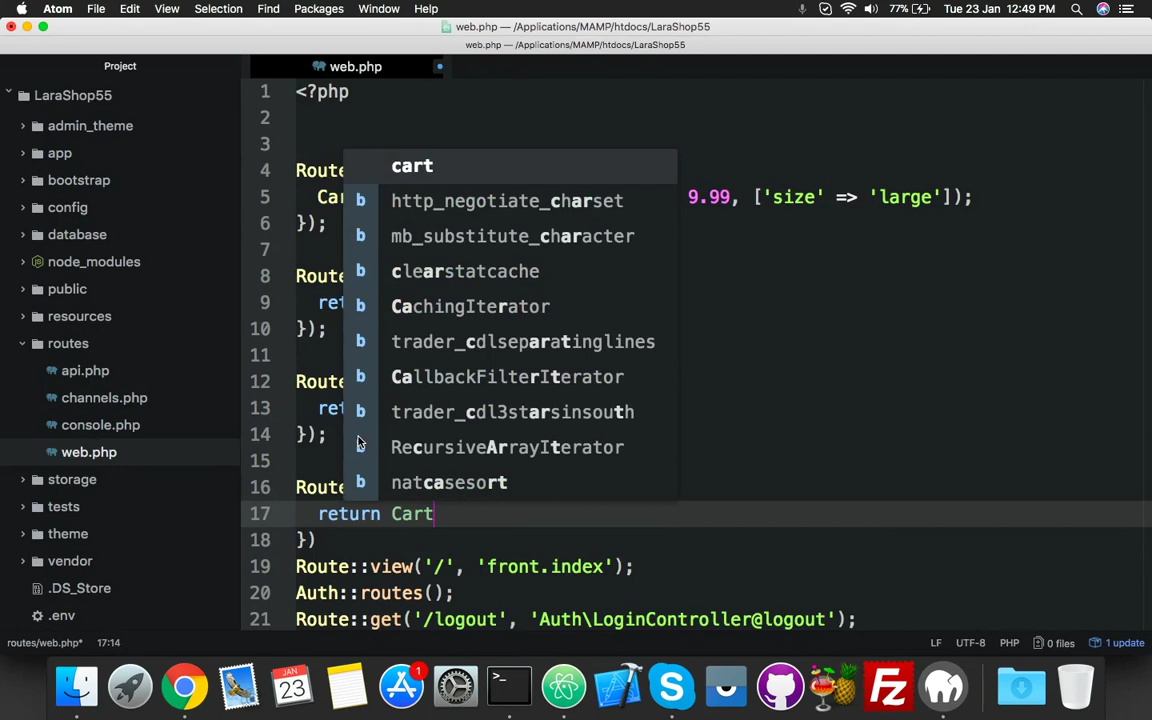 Atom File Edit View Selection Find Packages Window Help 77% Tue 23 Jan 12:49 PM
web.php — /Applications/MAMP/htdocs/LaraShop55
web.php — /Applications/MAMP/htdocs/LaraShop55
Project
web.php
LaraShop55
admin_theme
app
bootstrap
config
database
node_modules
public
resources
routes
api.php
channels.php
console.php
web.php
storage
tests
theme
vendor
.DS_Store
.env
1 <?php
2
3
4 Route
5 Car 9.99, ['size' => 'large']);
6 });
7
8 Route
9 ret
10 });
11
12 Route
13 ret
14 });
15
16 Route
17 return Cart
18 })
19 Route::view('/', 'front.index');
20 Auth::routes();
21 Route::get('/logout', 'Auth\LoginController@logout');
cart
b http_negotiate_charset
b mb_substitute_character
b clearstatcache
b CachingIterator
b trader_cdlseparatinglines
b CallbackFilterIterator
b trader_cdl3starsinsouth
b RecursiveArrayIterator
b natcasesort
routes/web.php* 17:14 LF UTF-8 PHP 0 files 1 update
JAN
23
1